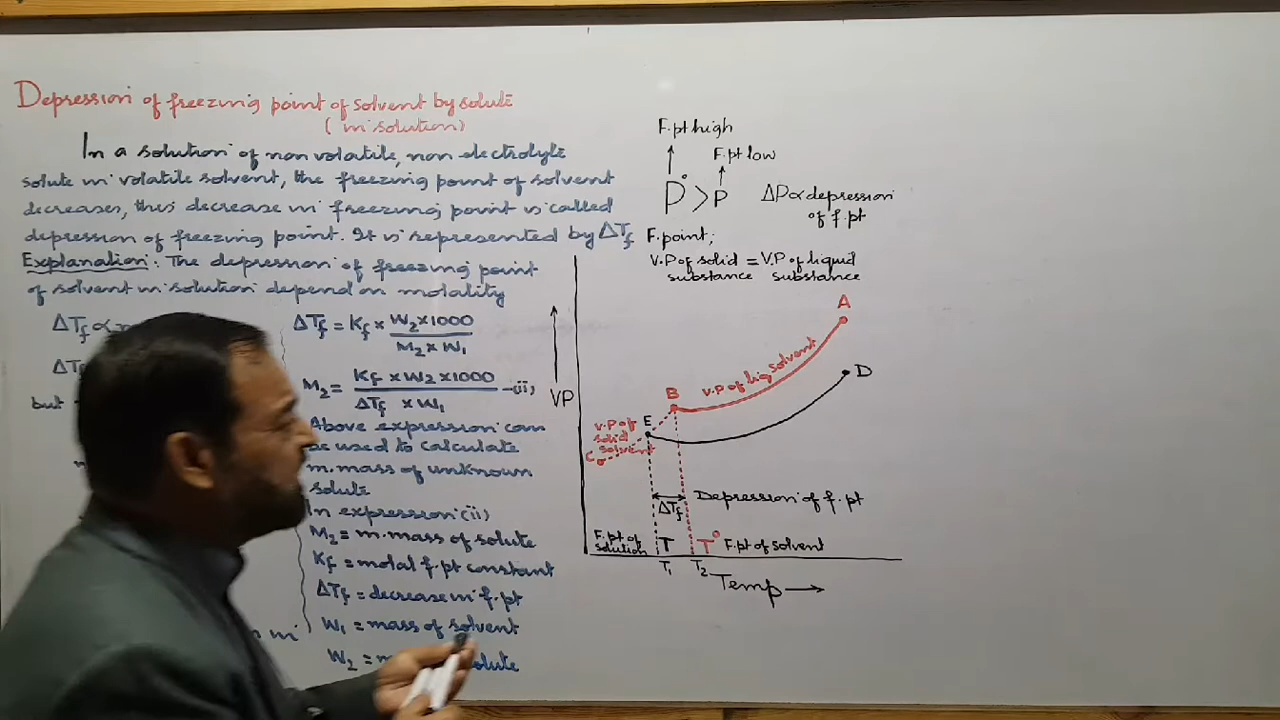 Depression of freezing point of solvent by solute
(in solution)
In a solution of non volatile, non electrolyte
solute in volatile solvent, the freezing point of solvent
decreases, this decrease in freezing point is called
depression of freezing point. It is represented by ΔTf
Explanation: The depression of freezing point
of solvent in solution depend on molality
ΔTf ∝
ΔTf
but
in
ΔTf = Kf × W2 × 1000
M2 × W1
M2 = Kf × W2 × 1000 —(ii)
ΔTf × W1
Above expression can
be used to calculate
m.mass of unknown
solute
In expression (ii)
M2 = m.mass of solute
Kf = molal f.pt constant
ΔTf = decrease in f.pt
W1 = mass of solvent
W2 = solute
F.pt high
F.pt low
P° > P ΔP ∝ depression
of f.pt
F.point;
V.P of solid = V.P of liquid
substance substance
A
V.P of liq solvent
D
VP
B
E
V.P of
solid
solvent
C
Depression of f.pt
ΔTf
F.pt of
solution
T
T° F.pt of solvent
T1 T2
Temp →